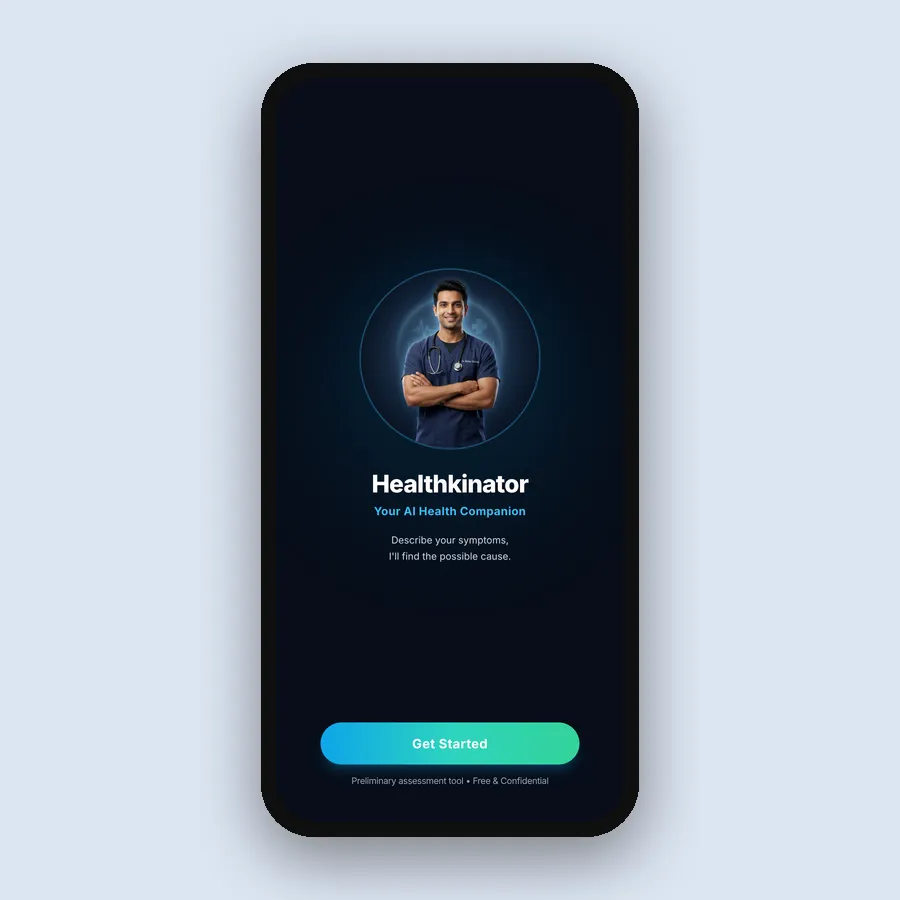 Healthkinator
Your AI Health Companion
Describe your symptoms,
I'll find the possible cause.
Get Started
Preliminary assessment tool • Free & Confidential